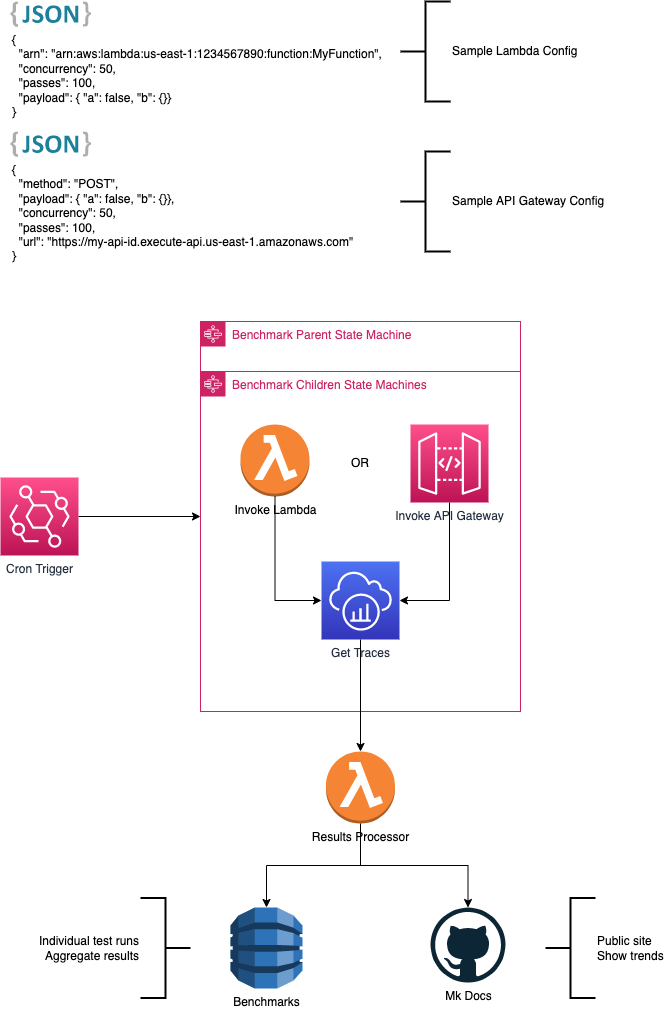 {JSON}
{
"arn": "arn:aws:lambda:us-east-1:1234567890:function:MyFunction",
"concurrency": 50,
"passes": 100,
"payload": { "a": false, "b": {}}
}
Sample Lambda Config
{JSON}
{
"method": "POST",
"payload": { "a": false, "b": {}},
"concurrency": 50,
"passes": 100,
"url": "https://my-api-id.execute-api.us-east-1.amazonaws.com"
}
Sample API Gateway Config
Benchmark Parent State Machine
Benchmark Children State Machines
OR
</>
Invoke Lambda
Invoke API Gateway
Cron Trigger
Get Traces
Results Processor
Individual test runs
Aggregate results
Public site
Show trends
Benchmarks
Mk Docs